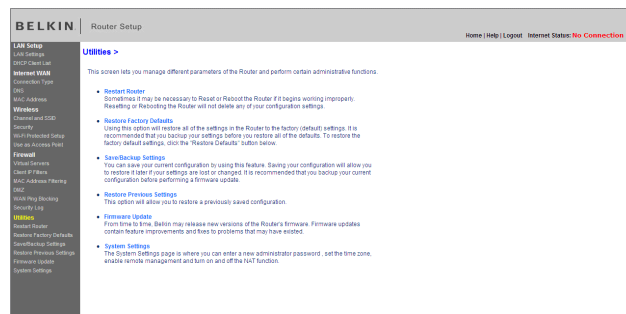 BELKIN
Router Setup
Home | Help | Logout Internet Status: No Connection
LAN Setup
LAN Settings
DHCP Client List
Internet WAN
Connection Type
DNS
MAC Address
Wireless
Channel and SSID
Security
Wi-Fi Protected Setup
Use as Access Point
Firewall
Virtual Servers
Client IP Filters
MAC Address Filtering
DMZ
WAN Ping Blocking
Security Log
Utilities
Restart Router
Restore Factory Defaults
Save/Backup Settings
Restore Previous Settings
Firmware Update
System Settings
Utilities >
This screen lets you manage different parameters of the Router and perform certain administrative functions.
• Restart Router
Sometimes it may be necessary to Reset or Reboot the Router if it begins working improperly.
Resetting or Rebooting the Router will not delete any of your configuration settings.
• Restore Factory Defaults
Using this option will restore all of the settings in the Router to the factory (default) settings. It is
recommended that you backup your settings before you restore all of the defaults. To restore the
factory default settings, click the "Restore Defaults" button below.
• Save/Backup Settings
You can save your current configuration by using this feature. Saving your configuration will allow you
to restore it later if your settings are lost or changed. It is recommended that you backup your current
configuration before performing a firmware update.
• Restore Previous Settings
This option will allow you to restore a previously saved configuration.
• Firmware Update
From time to time, Belkin may release new versions of the Router's firmware. Firmware updates
contain feature improvements and fixes to problems that may have existed.
• System Settings
The System Settings page is where you can enter a new administrator password , set the time zone,
enable remote management and turn on and off the NAT function.